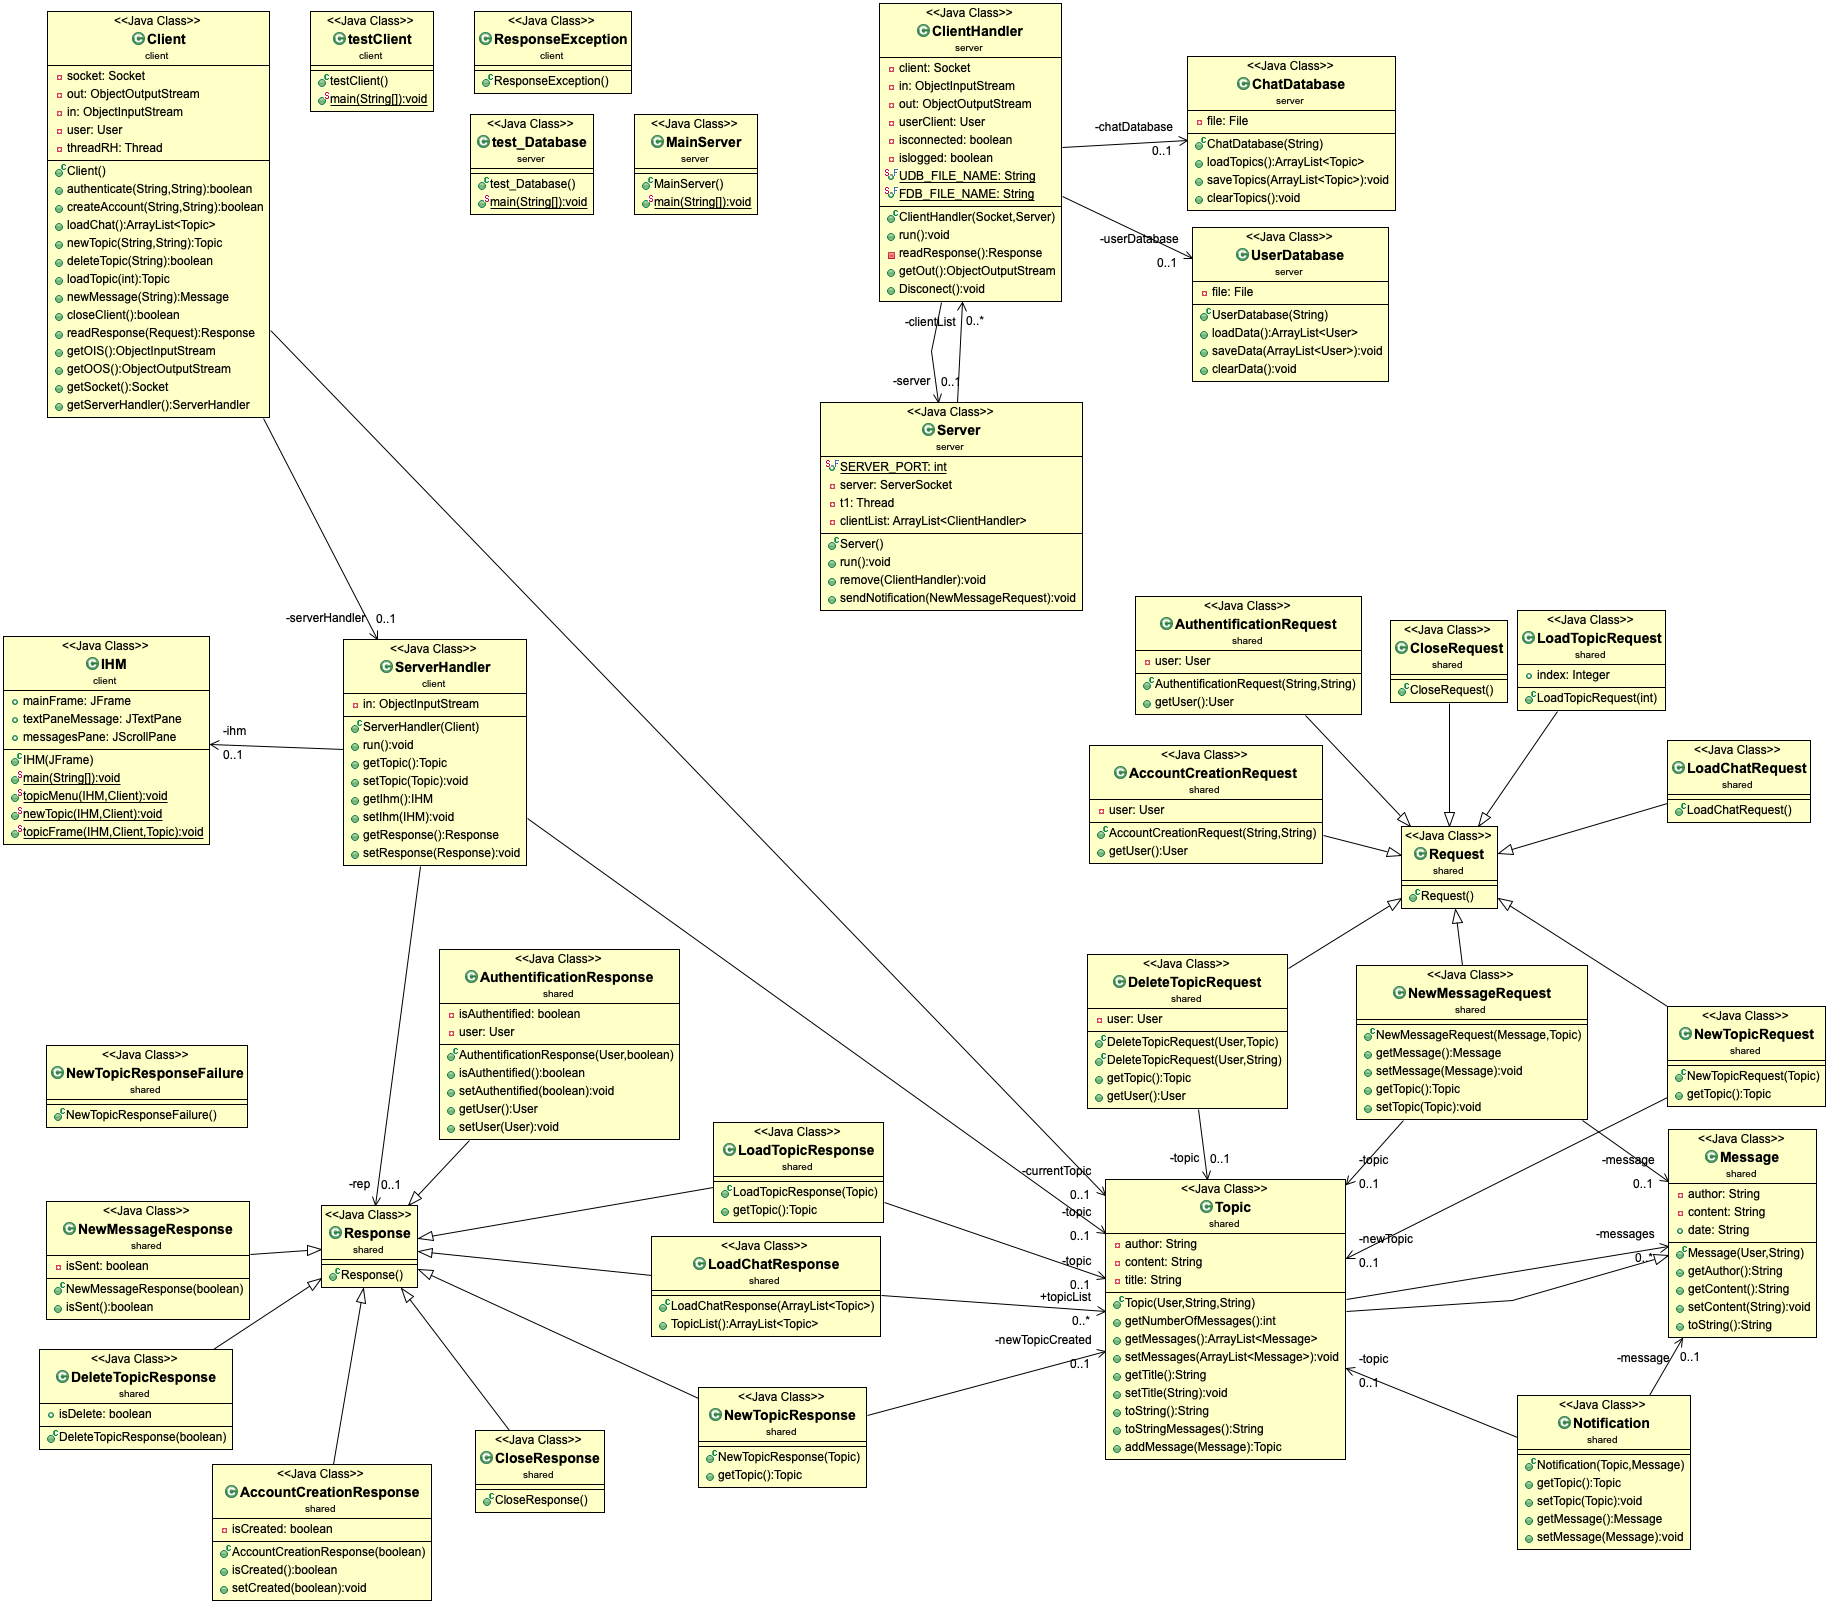 <<Java Class>>
Client
client
socket: Socket
out: ObjectOutputStream
in: ObjectInputStream
user: User
threadRH: Thread
Client()
authenticate(String,String):boolean
createAccount(String,String):boolean
loadChat():ArrayList<Topic>
newTopic(String,String):Topic
deleteTopic(String):boolean
loadTopic(int):Topic
newMessage(String):Message
closeClient():boolean
readResponse(Request):Response
getOIS():ObjectInputStream
getOOS():ObjectOutputStream
getSocket():Socket
getServerHandler():ServerHandler
<<Java Class>>
testClient
client
testClient()
main(String[]):void
<<Java Class>>
ResponseException
client
ResponseException()
<<Java Class>>
test_Database
server
test_Database()
main(String[]):void
<<Java Class>>
MainServer
server
MainServer()
main(String[]):void
<<Java Class>>
ClientHandler
server
client: Socket
in: ObjectInputStream
out: ObjectOutputStream
userClient: User
isconnected: boolean
islogged: boolean
UDB_FILE_NAME: String
FDB_FILE_NAME: String
ClientHandler(Socket,Server)
run():void
readResponse():Response
getOut():ObjectOutputStream
Disconect():void
-chatDatabase
0..1
<<Java Class>>
ChatDatabase
server
file: File
ChatDatabase(String)
loadTopics():ArrayList<Topic>
saveTopics(ArrayList<Topic>):void
clearTopics():void
-userDatabase
0..1
<<Java Class>>
UserDatabase
server
file: File
UserDatabase(String)
loadData():ArrayList<User>
saveData(ArrayList<User>):void
clearData():void
-clientList
0..*
-server
0..1
<<Java Class>>
Server
server
SERVER_PORT: int
server: ServerSocket
t1: Thread
clientList: ArrayList<ClientHandler>
Server()
run():void
remove(ClientHandler):void
sendNotification(NewMessageRequest):void
-serverHandler
0..1
<<Java Class>>
IHM
client
mainFrame: JFrame
textPaneMessage: JTextPane
messagesPane: JScrollPane
IHM(JFrame)
main(String[]):void
topicMenu(IHM,Client):void
newTopic(IHM,Client):void
topicFrame(IHM,Client,Topic):void
-ihm
0..1
<<Java Class>>
ServerHandler
client
in: ObjectInputStream
ServerHandler(Client)
run():void
getTopic():Topic
setTopic(Topic):void
getIhm():IHM
setIhm(IHM):void
getResponse():Response
setResponse(Response):void
<<Java Class>>
AuthentificationRequest
shared
user: User
AuthentificationRequest(String,String)
getUser():User
<<Java Class>>
CloseRequest
shared
CloseRequest()
<<Java Class>>
LoadTopicRequest
shared
index: Integer
LoadTopicRequest(int)
<<Java Class>>
AccountCreationRequest
shared
user: User
AccountCreationRequest(String,String)
getUser():User
<<Java Class>>
LoadChatRequest
shared
LoadChatRequest()
<<Java Class>>
Request
shared
Request()
<<Java Class>>
DeleteTopicRequest
shared
user: User
DeleteTopicRequest(User,Topic)
DeleteTopicRequest(User,String)
getTopic():Topic
getUser():User
<<Java Class>>
NewMessageRequest
shared
NewMessageRequest(Message,Topic)
getMessage():Message
setMessage(Message):void
getTopic():Topic
setTopic(Topic):void
<<Java Class>>
NewTopicRequest
shared
NewTopicRequest(Topic)
getTopic():Topic
<<Java Class>>
AuthentificationResponse
shared
isAuthentified: boolean
user: User
AuthentificationResponse(User,boolean)
isAuthentified():boolean
setAuthentified(boolean):void
getUser():User
setUser(User):void
<<Java Class>>
NewTopicResponseFailure
shared
NewTopicResponseFailure()
<<Java Class>>
LoadTopicResponse
shared
LoadTopicResponse(Topic)
getTopic():Topic
-rep
0..1
<<Java Class>>
Response
shared
Response()
<<Java Class>>
NewMessageResponse
shared
isSent: boolean
NewMessageResponse(boolean)
isSent():boolean
<<Java Class>>
LoadChatResponse
shared
LoadChatResponse(ArrayList<Topic>)
TopicList():ArrayList<Topic>
<<Java Class>>
DeleteTopicResponse
shared
isDelete: boolean
DeleteTopicResponse(boolean)
<<Java Class>>
AccountCreationResponse
shared
isCreated: boolean
AccountCreationResponse(boolean)
isCreated():boolean
setCreated(boolean):void
<<Java Class>>
CloseResponse
shared
CloseResponse()
<<Java Class>>
NewTopicResponse
shared
NewTopicResponse(Topic)
getTopic():Topic
-currentTopic
0..1
-topic
0..1
-topic
0..1
+topicList
0..*
-newTopicCreated
0..1
-topic
0..1
<<Java Class>>
Topic
shared
author: String
content: String
title: String
Topic(User,String,String)
getNumberOfMessages():int
getMessages():ArrayList<Message>
setMessages(ArrayList<Message>):void
getTitle():String
setTitle(String):void
toString():String
toStringMessages():String
addMessage(Message):Topic
-topic
0..1
-newTopic
0..1
-message
0..1
-messages
0..*
-topic
0..1
-message
0..1
<<Java Class>>
Message
shared
author: String
content: String
date: String
Message(User,String)
getAuthor():String
getContent():String
setContent(String):void
toString():String
<<Java Class>>
Notification
shared
Notification(Topic,Message)
getTopic():Topic
setTopic(Topic):void
getMessage():Message
setMessage(Message):void